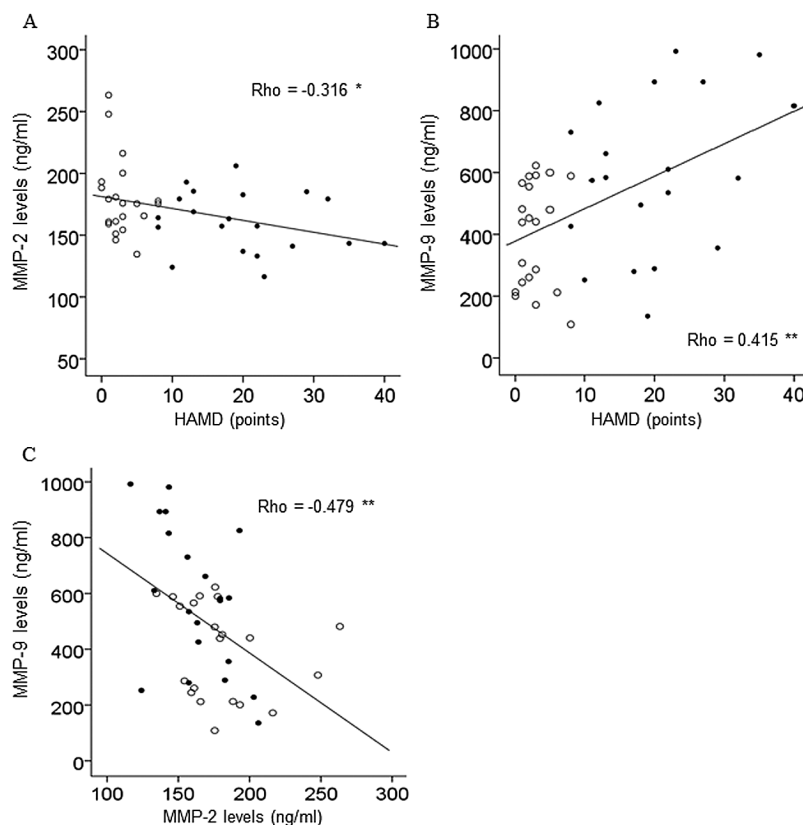 A
MMP-2 levels (ng/ml)
300
250
200
150
100
50
Rho = -0.316 *
0 10 20 30 40
HAMD (points)
B
MMP-9 levels (ng/ml)
1000
800
600
400
200
0
Rho = 0.415 **
0 10 20 30 40
HAMD (points)
C
MMP-9 levels (ng/ml)
1000
800
600
400
200
0
Rho = -0.479 **
100 150 200 250 300
MMP-2 levels (ng/ml)